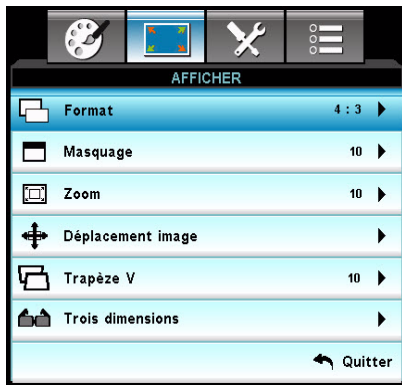 AFFICHER
Format 4 : 3
Masquage 10
Zoom 10
Déplacement image
Trapèze V 10
Trois dimensions
Quitter